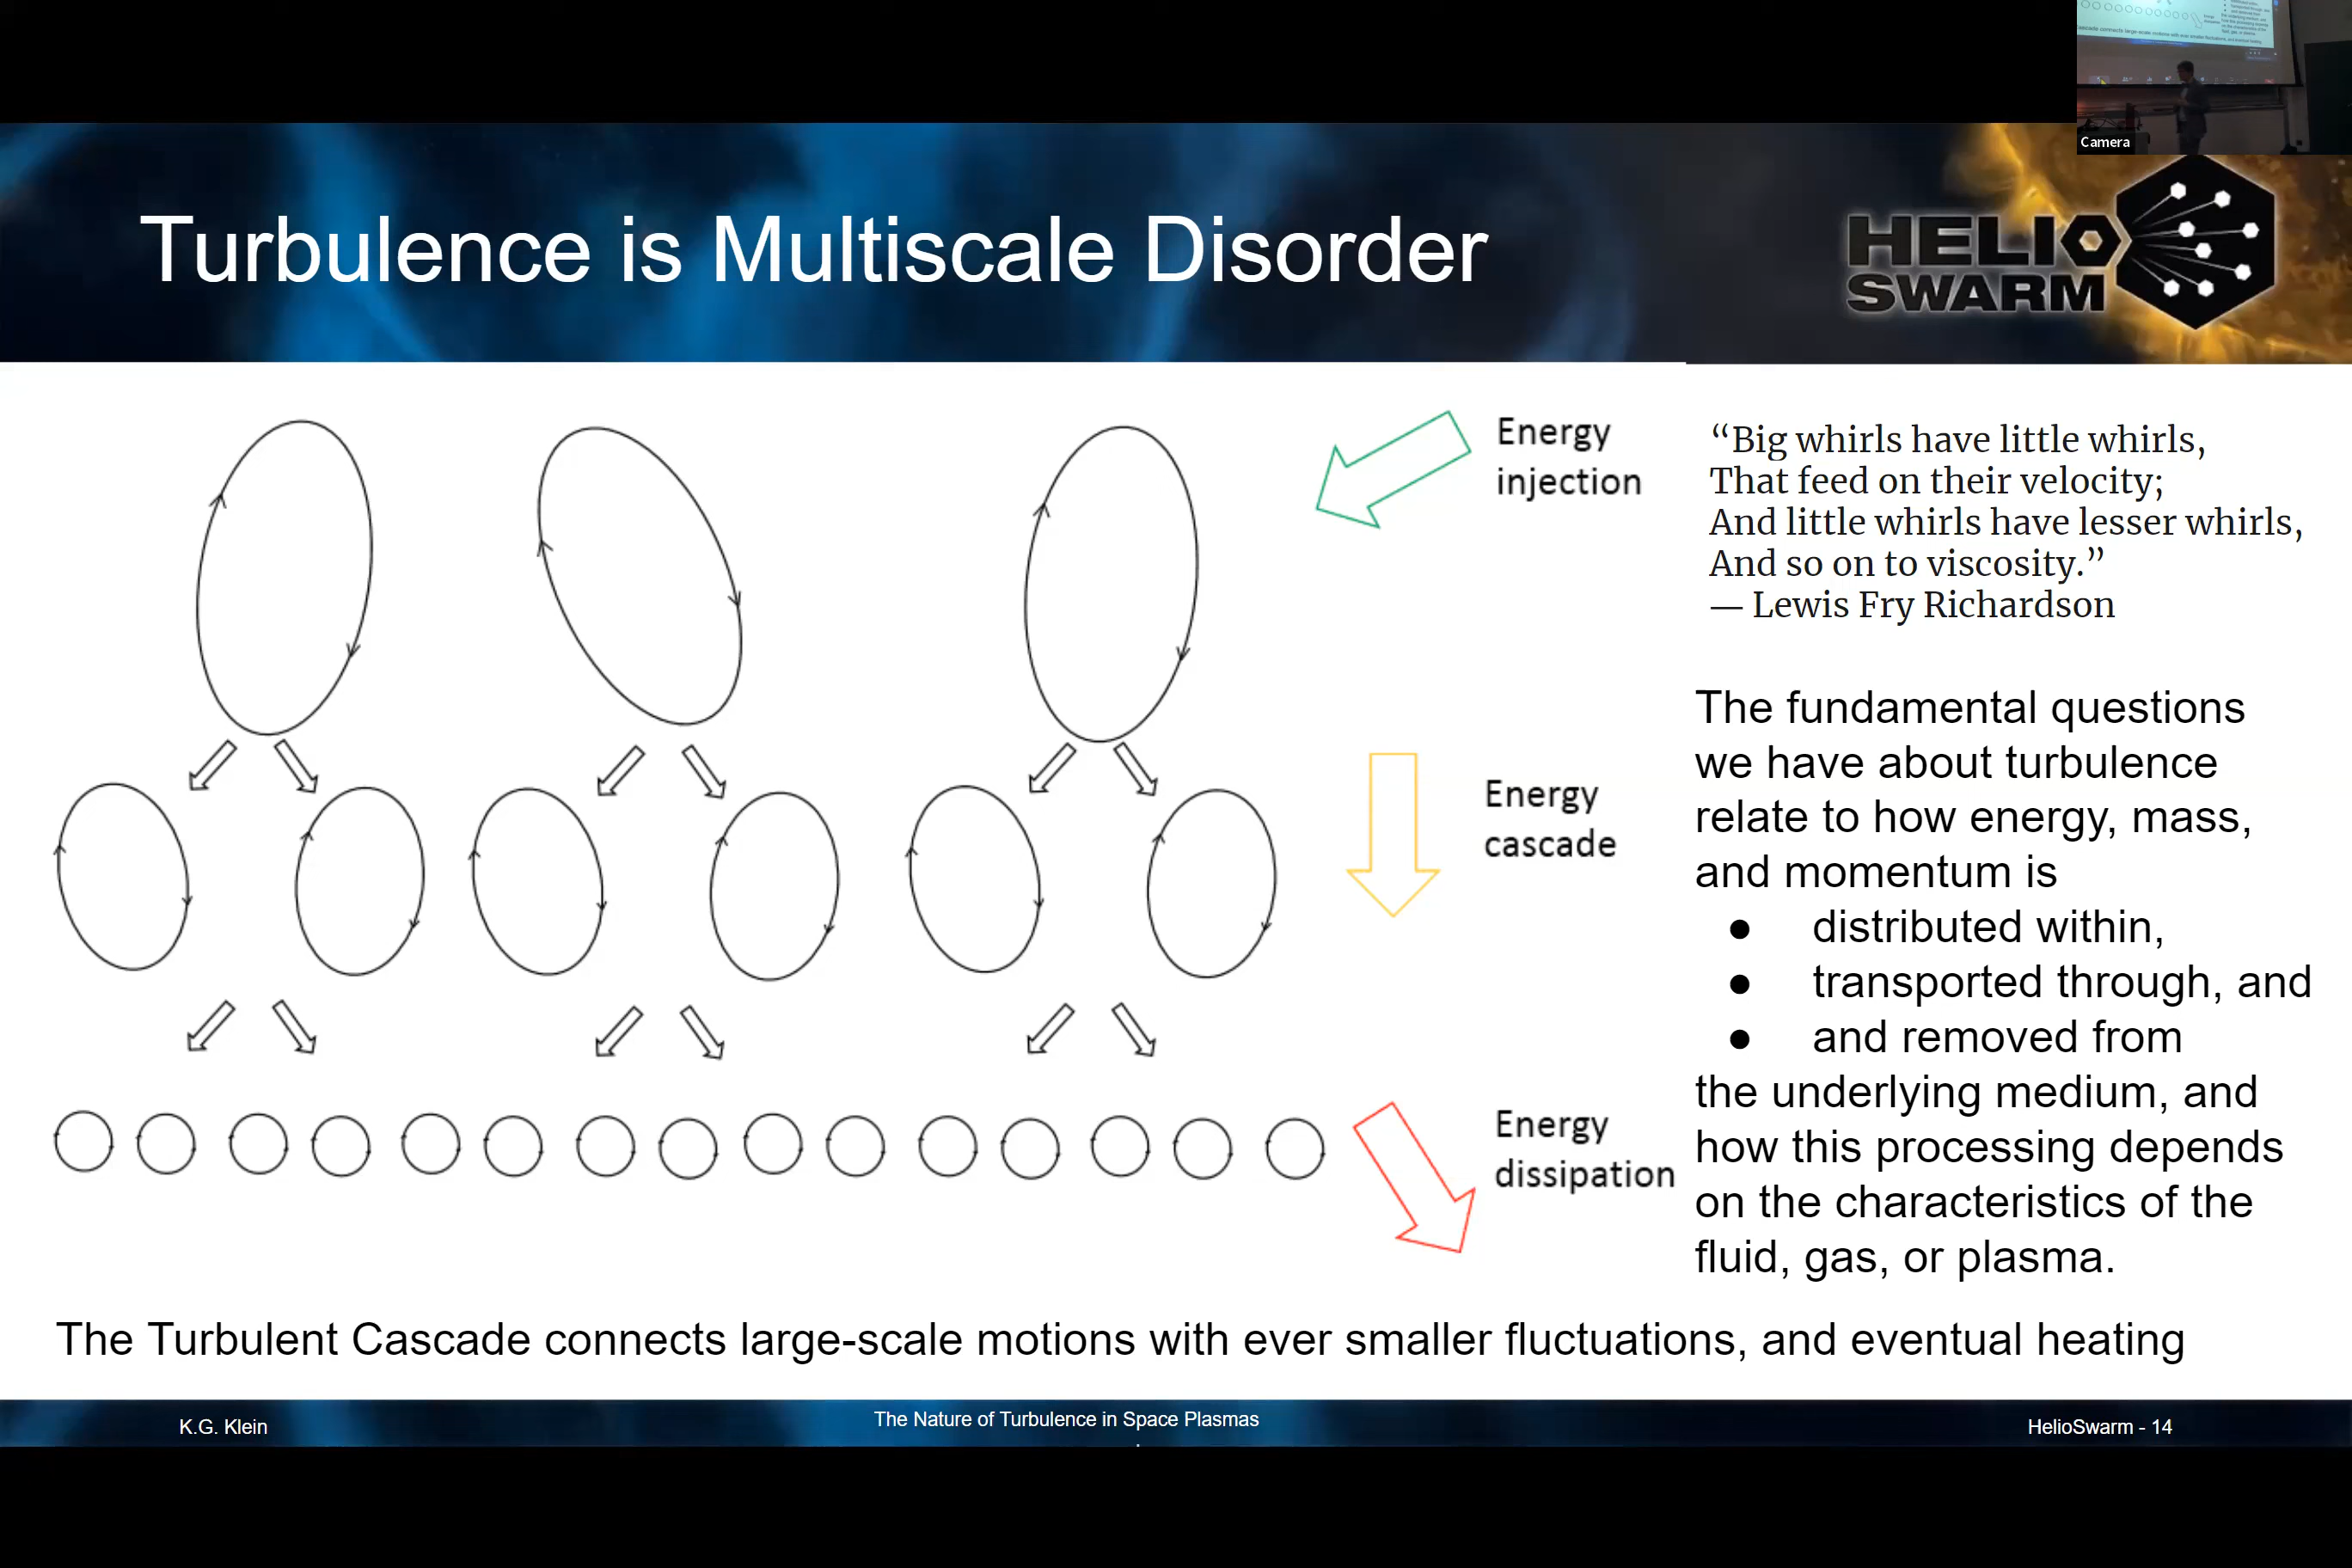 Camera
Turbulence is Multiscale Disorder
HELIO
SWARM
Energy
injection
Energy
cascade
Energy
dissipation
“Big whirls have little whirls,
That feed on their velocity;
And little whirls have lesser whirls,
And so on to viscosity.”
— Lewis Fry Richardson
The fundamental questions
we have about turbulence
relate to how energy, mass,
and momentum is
● distributed within,
● transported through, and
● and removed from
the underlying medium, and
how this processing depends
on the characteristics of the
fluid, gas, or plasma.
The Turbulent Cascade connects large-scale motions with ever smaller fluctuations, and eventual heating
K.G. Klein
The Nature of Turbulence in Space Plasmas
HelioSwarm - 14